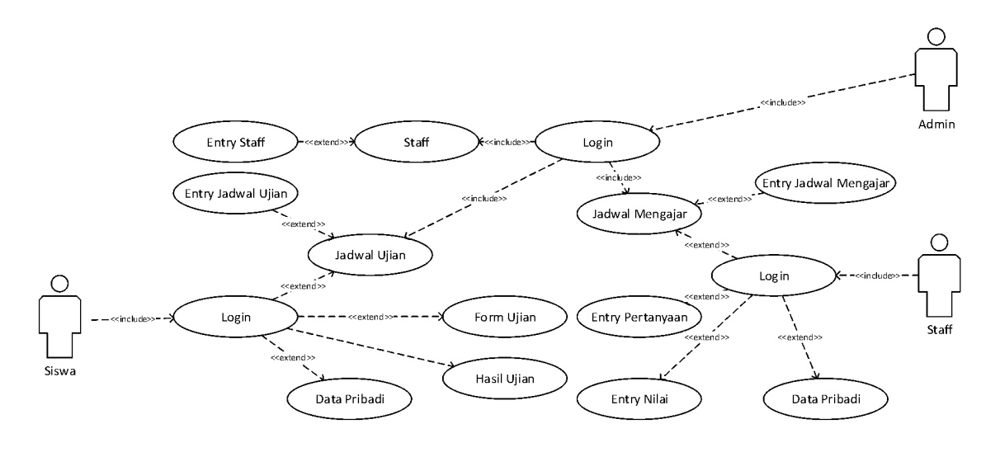 <<include>>
Admin
Entry Staff
<<extend>>
Staff
<<include>>
Login
Entry Jadwal Ujian
<<include>>
<<include>>
Entry Jadwal Mengajar
<<extend>>
Jadwal Mengajar
<<extend>>
Jadwal Ujian
<<extend>>
<<extend>>
Login
<<include>>
<<extend>>
Staff
Siswa
<<include>>
Login
<<extend>>
Form Ujian
Entry Pertanyaan
<<extend>>
<<extend>>
<<extend>>
Hasil Ujian
Data Pribadi
Entry Nilai
Data Pribadi